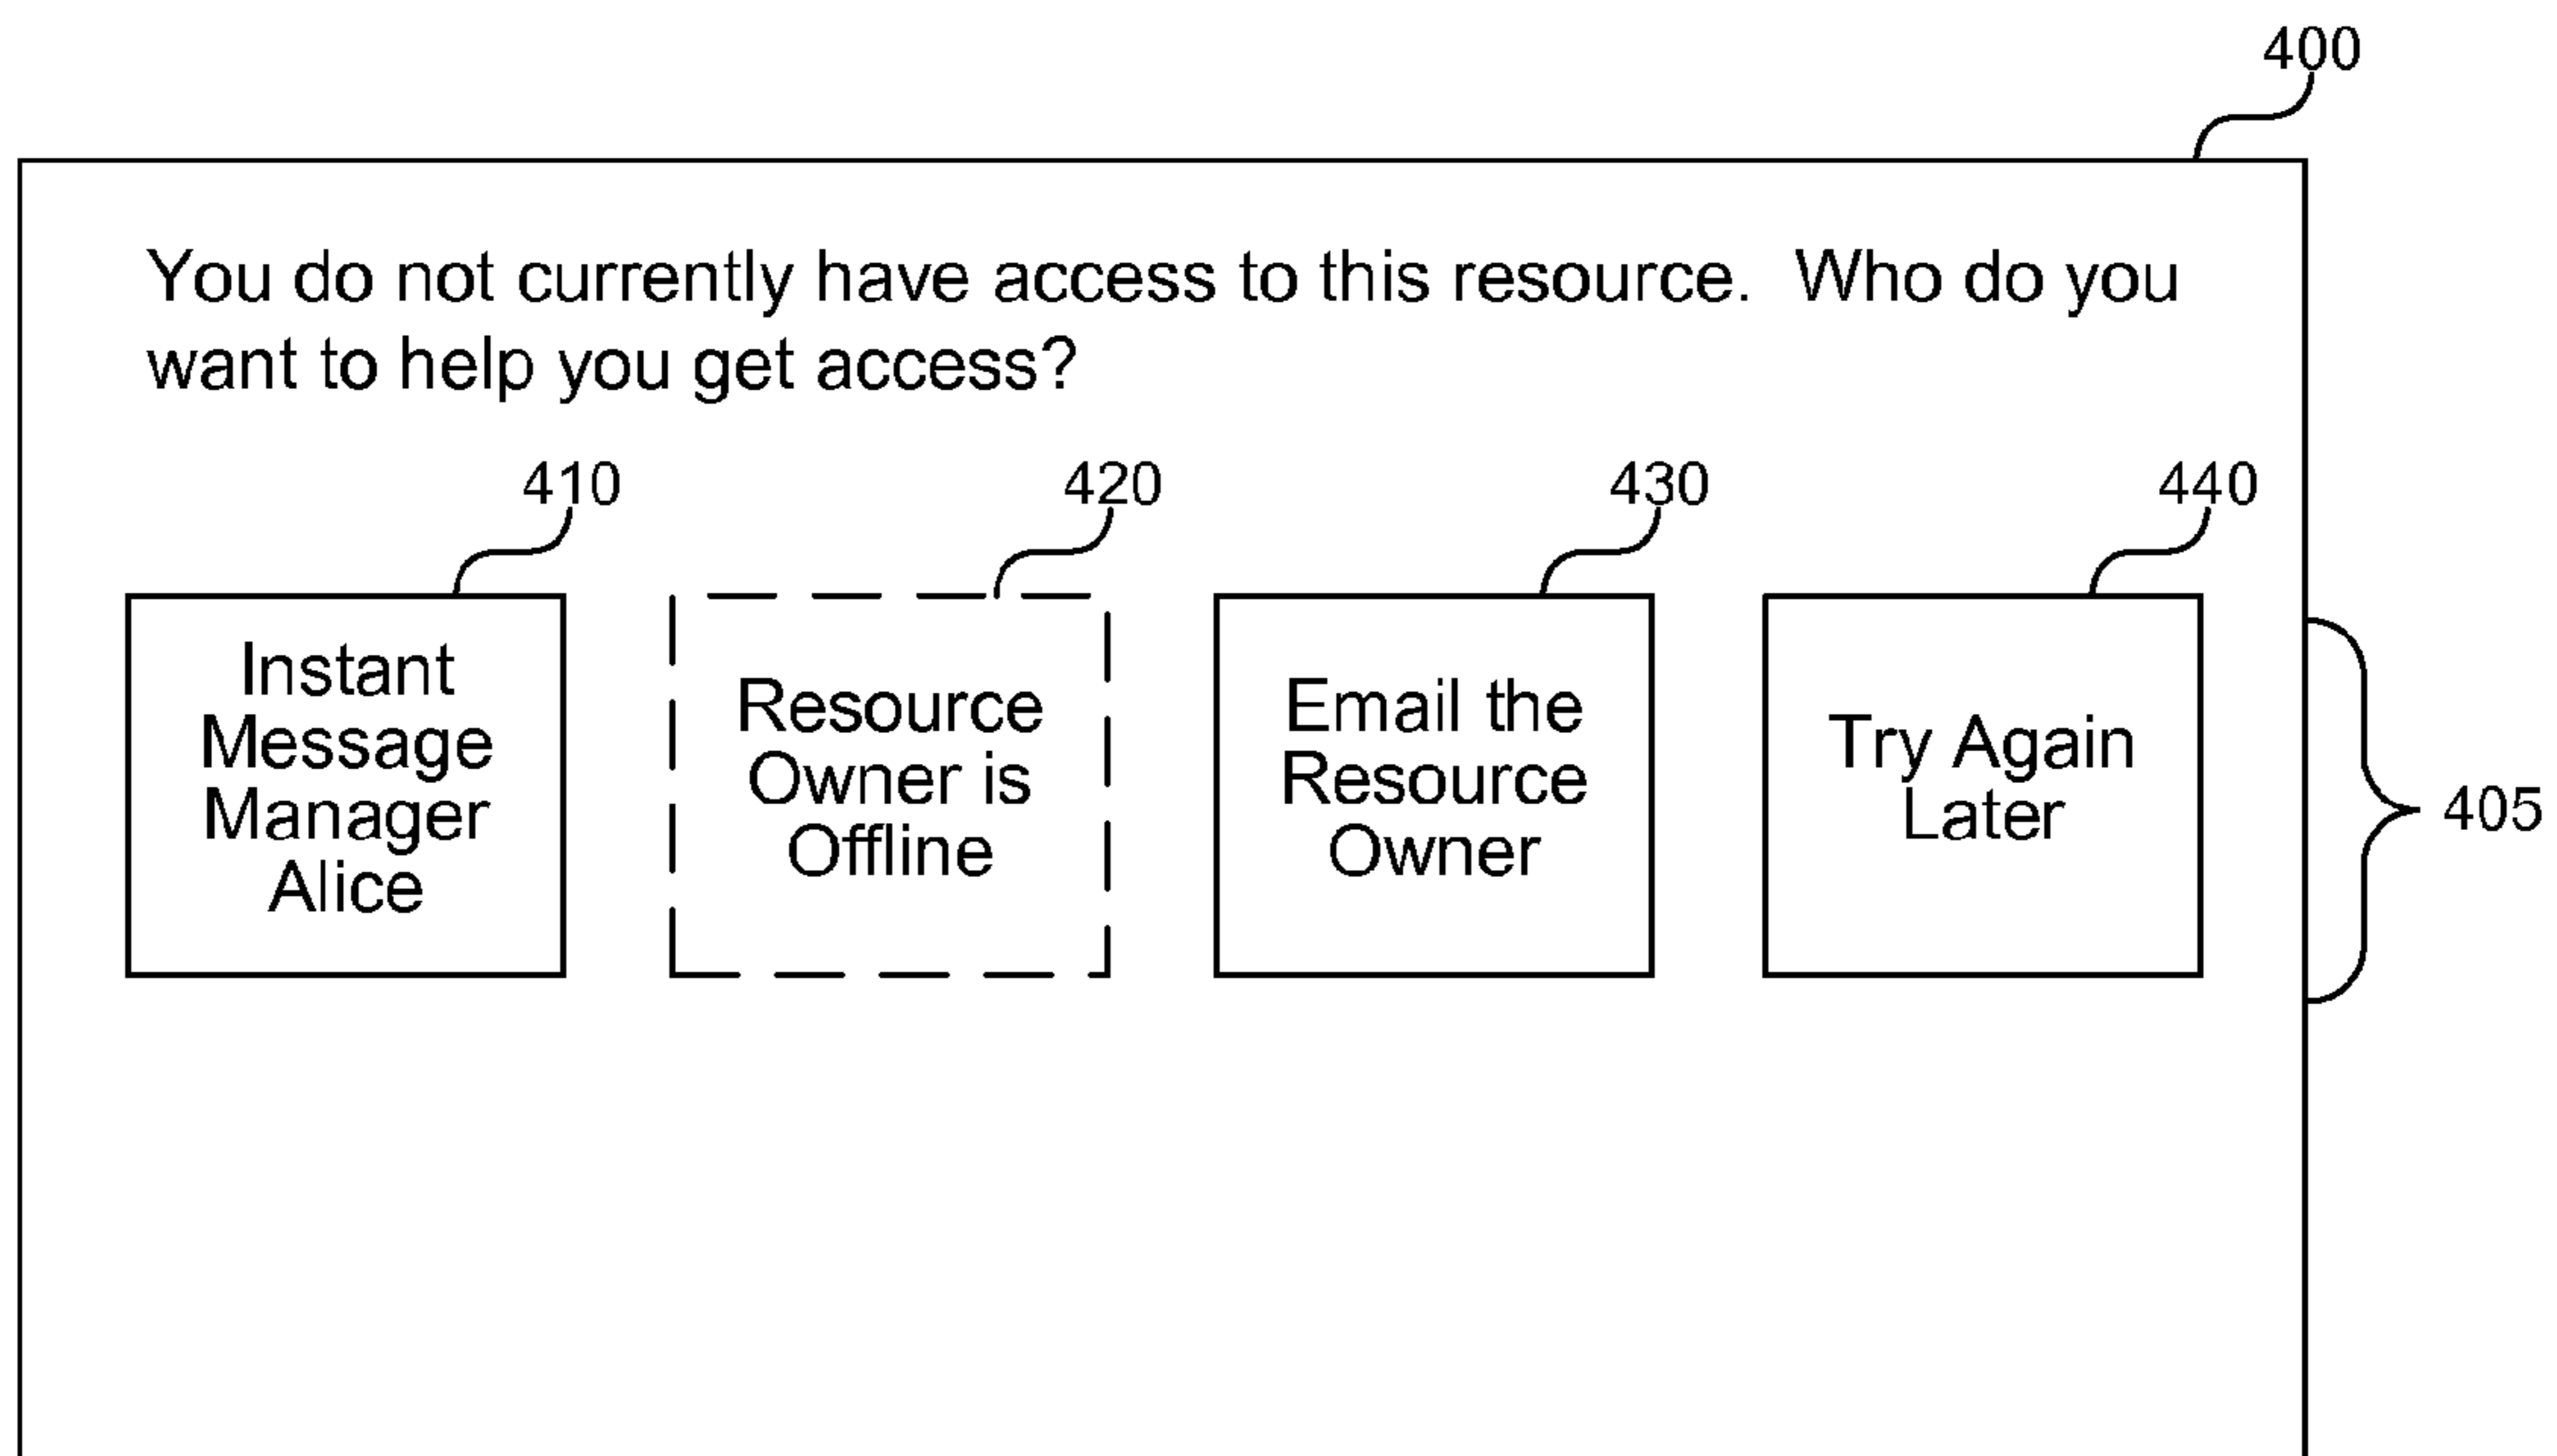 400
You do not currently have access to this resource. Who do you
want to help you get access?
410
420
430
440
Instant
Message
Manager
Alice
Resource
Owner is
Offline
Email the
Resource
Owner
Try Again
Later
405